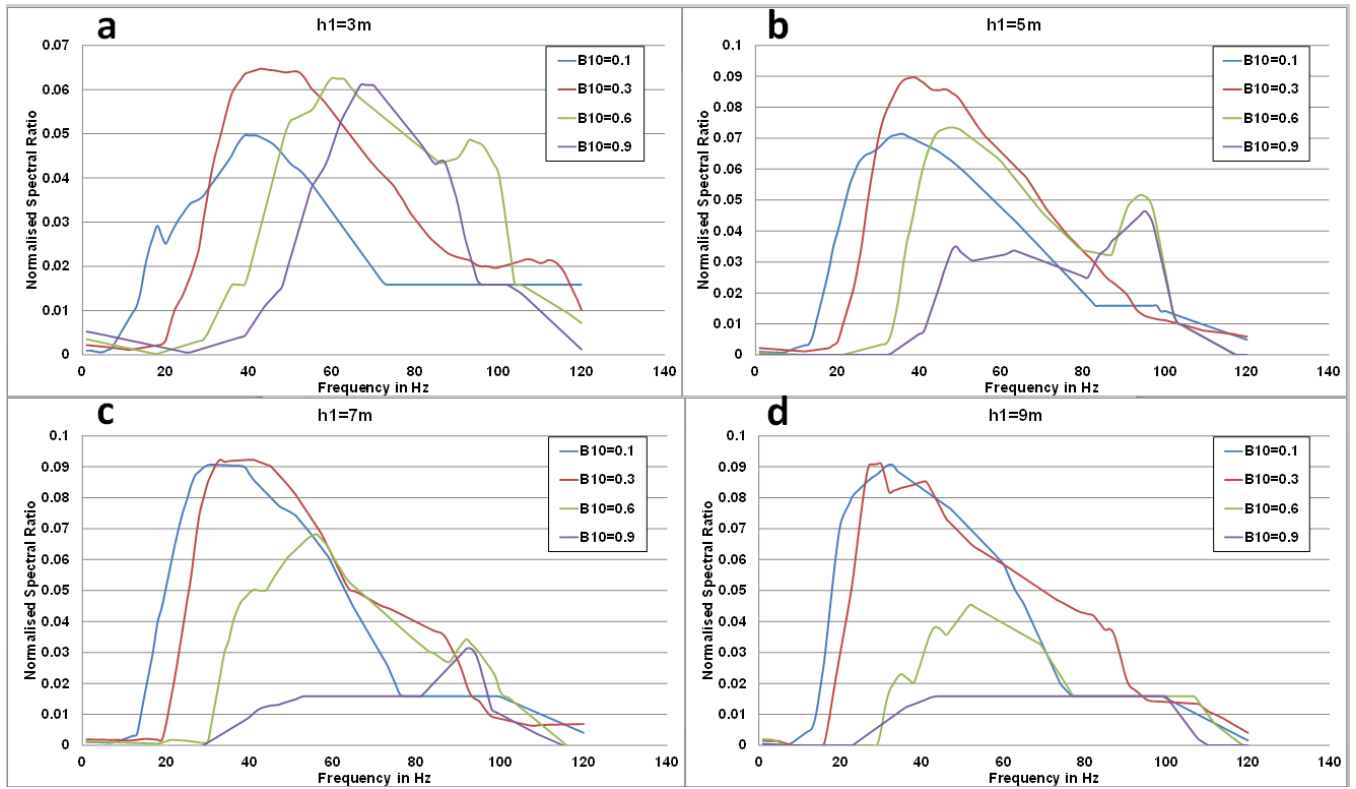 a
h1=3m
0.07
0.06
0.05
0.04
0.03
0.02
0.01
0
Normalised Spectral Ratio
0 20 40 60 80 100 120 140
Frequency in Hz
B10=0.1
B10=0.3
B10=0.6
B10=0.9
b
h1=5m
0.1
0.09
0.08
0.07
0.06
0.05
0.04
0.03
0.02
0.01
0
Normalised Spectral Ratio
0 20 40 60 80 100 120 140
Frequency in Hz
B10=0.1
B10=0.3
B10=0.6
B10=0.9
c
h1=7m
0.1
0.09
0.08
0.07
0.06
0.05
0.04
0.03
0.02
0.01
0
Normalised Spectral Ratio
0 20 40 60 80 100 120 140
Frequency in Hz
B10=0.1
B10=0.3
B10=0.6
B10=0.9
d
h1=9m
0.1
0.09
0.08
0.07
0.06
0.05
0.04
0.03
0.02
0.01
0
Normalised Spectral Ratio
0 20 40 60 80 100 120 140
Frequency in Hz
B10=0.1
B10=0.3
B10=0.6
B10=0.9